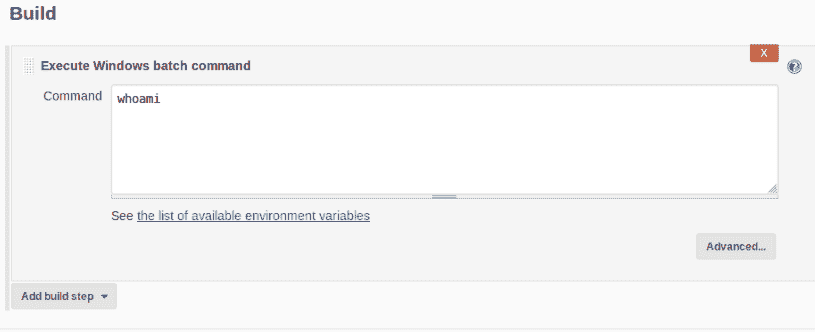 Build
X
Execute Windows batch command
?
Command
whoami
See the list of available environment variables
Advanced...
Add build step